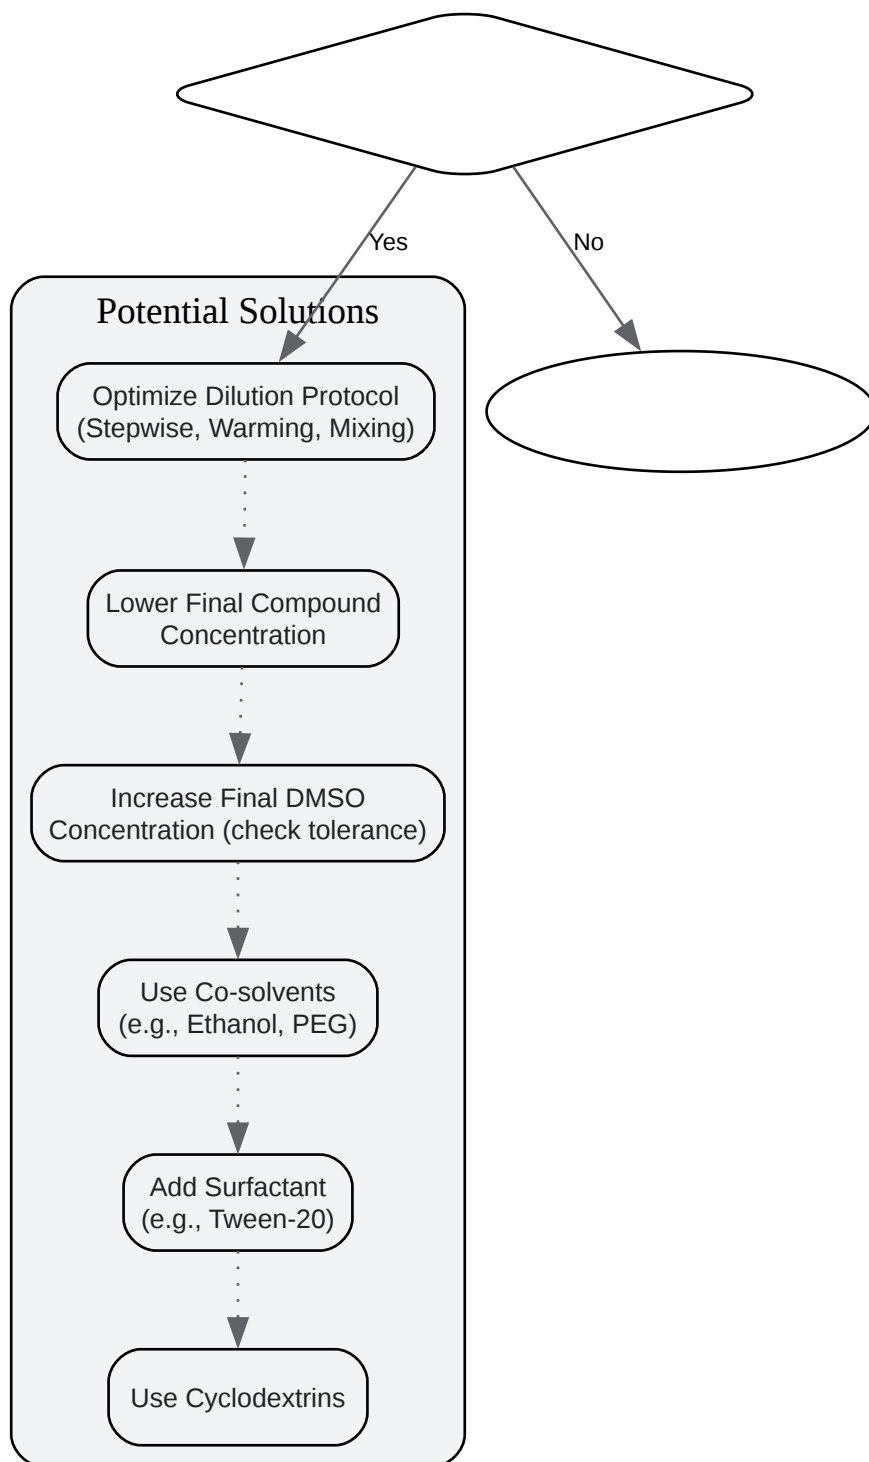 Yes
No
Potential Solutions
Optimize Dilution Protocol
(Stepwise, Warming, Mixing)
Lower Final Compound
Concentration
Increase Final DMSO
Concentration (check tolerance)
Use Co-solvents
(e.g., Ethanol, PEG)
Add Surfactant
(e.g., Tween-20)
Use Cyclodextrins